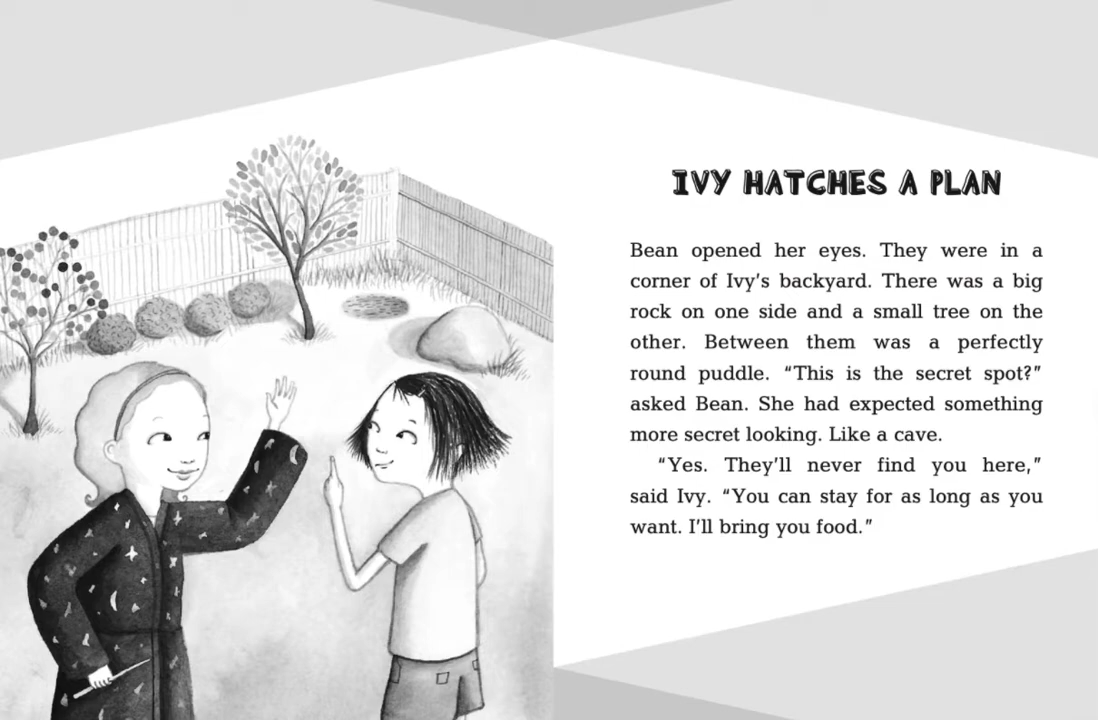 IVY HATCHES A PLAN
Bean opened her eyes. They were in a
corner of Ivy’s backyard. There was a big
rock on one side and a small tree on the
other. Between them was a perfectly
round puddle. “This is the secret spot?”
asked Bean. She had expected something
more secret looking. Like a cave.
“Yes. They’ll never find you here,”
said Ivy. “You can stay for as long as you
want. I’ll bring you food.”